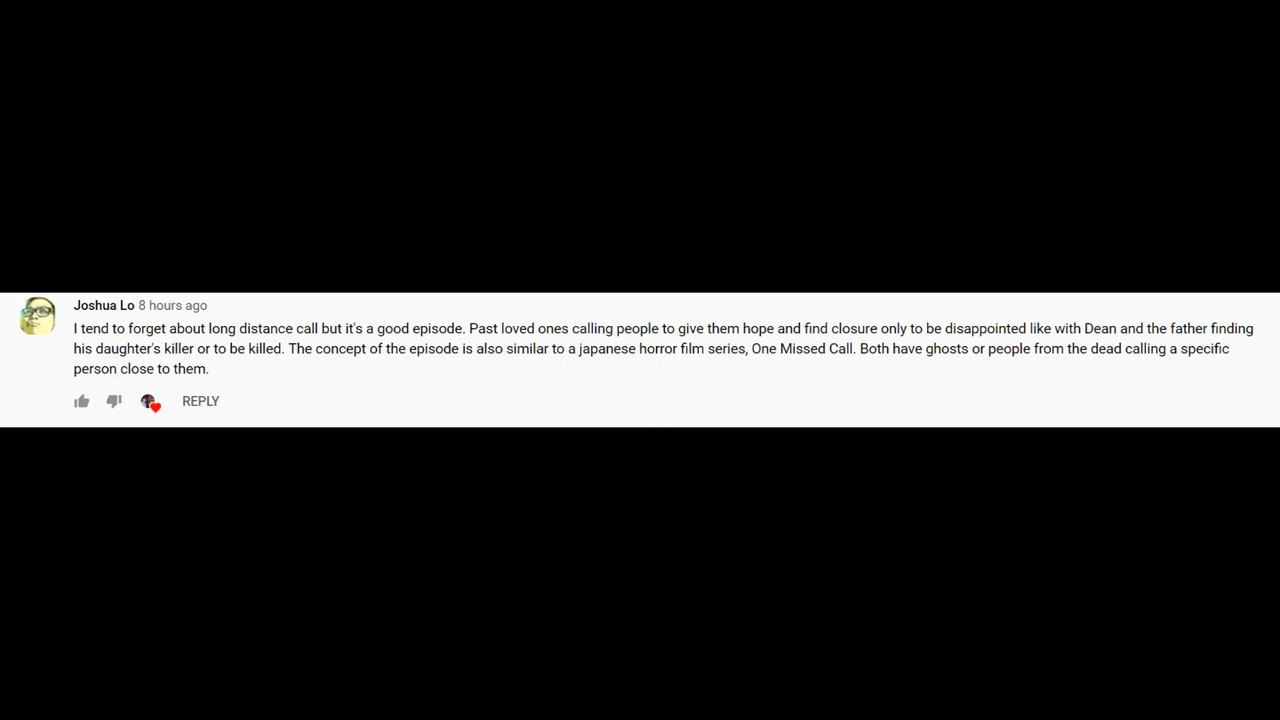 Joshua Lo 8 hours ago
I tend to forget about long distance call but it's a good episode. Past loved ones calling people to give them hope and find closure only to be disappointed like with Dean and the father finding
his daughter's killer or to be killed. The concept of the episode is also similar to a japanese horror film series, One Missed Call. Both have ghosts or people from the dead calling a specific
person close to them.
REPLY